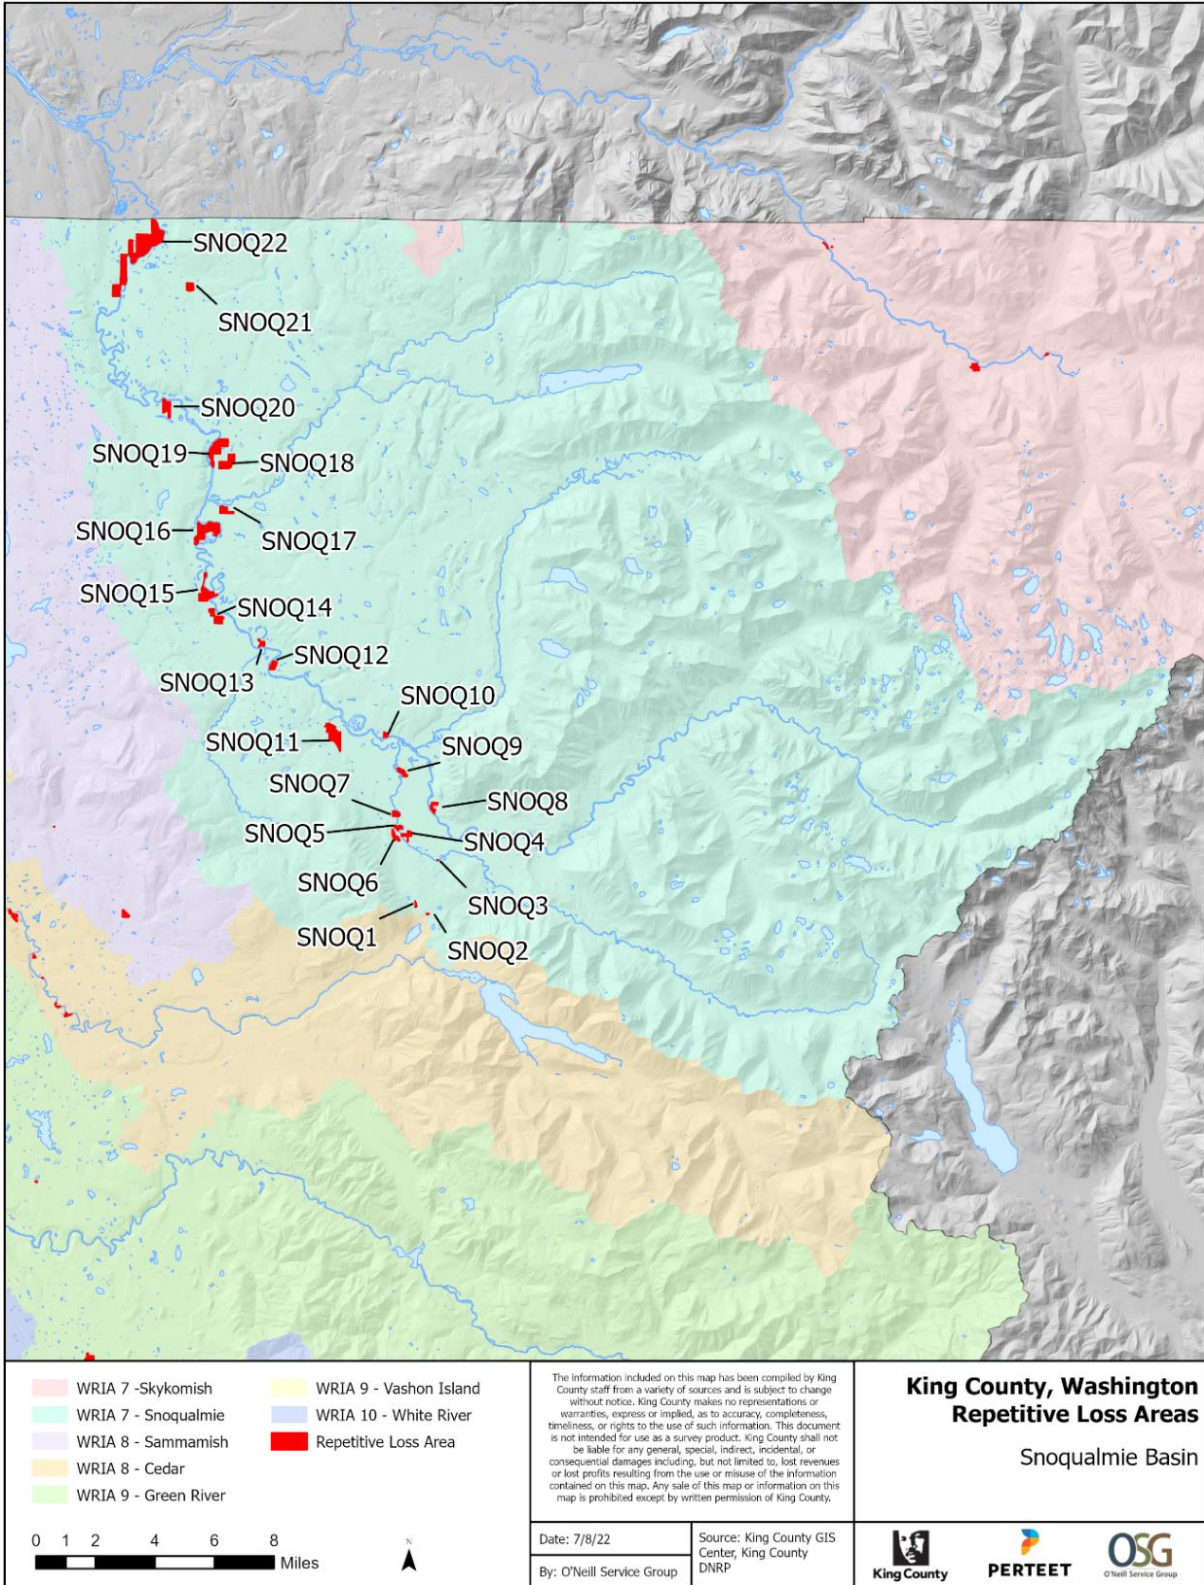 SNOQ22
SNOQ21
SNOQ20
SNOQ19
SNOQ18
SNOQ16
SNOQ17
SNOQ15
SNOQ14
SNOQ12
SNOQ13
SNOQ10
SNOQ11
SNOQ9
SNOQ7
SNOQ8
SNOQ5
SNOQ4
SNOQ6
SNOQ3
SNOQ1
SNOQ2
WRIA 7 -Skykomish
WRIA 7 - Snoqualmie
WRIA 8 - Sammamish
WRIA 8 - Cedar
WRIA 9 - Green River
WRIA 9 - Vashon Island
WRIA 10 - White River
Repetitive Loss Area
0 1 2 4 6 8
Miles
N
The information included on this map has been compiled by King
County staff from a variety of sources and is subject to change
without notice. King County makes no representations or
warranties, express or implied, as to accuracy, completeness,
timeliness, or rights to the use of such information. This document
is not intended for use as a survey product. King County shall not
be liable for any general, special, indirect, incidental, or
consequential damages including, but not limited to, lost revenues
or lost profits resulting from the use or misuse of the information
contained on this map. Any sale of this map or information on this
map is prohibited except by written permission of King County.
Date: 7/8/22
By: O'Neill Service Group
Source: King County GIS
Center, King County
DNRP
King County, Washington
Repetitive Loss Areas
Snoqualmie Basin
King County
PERTEET
OSG
O'Neill Service Group